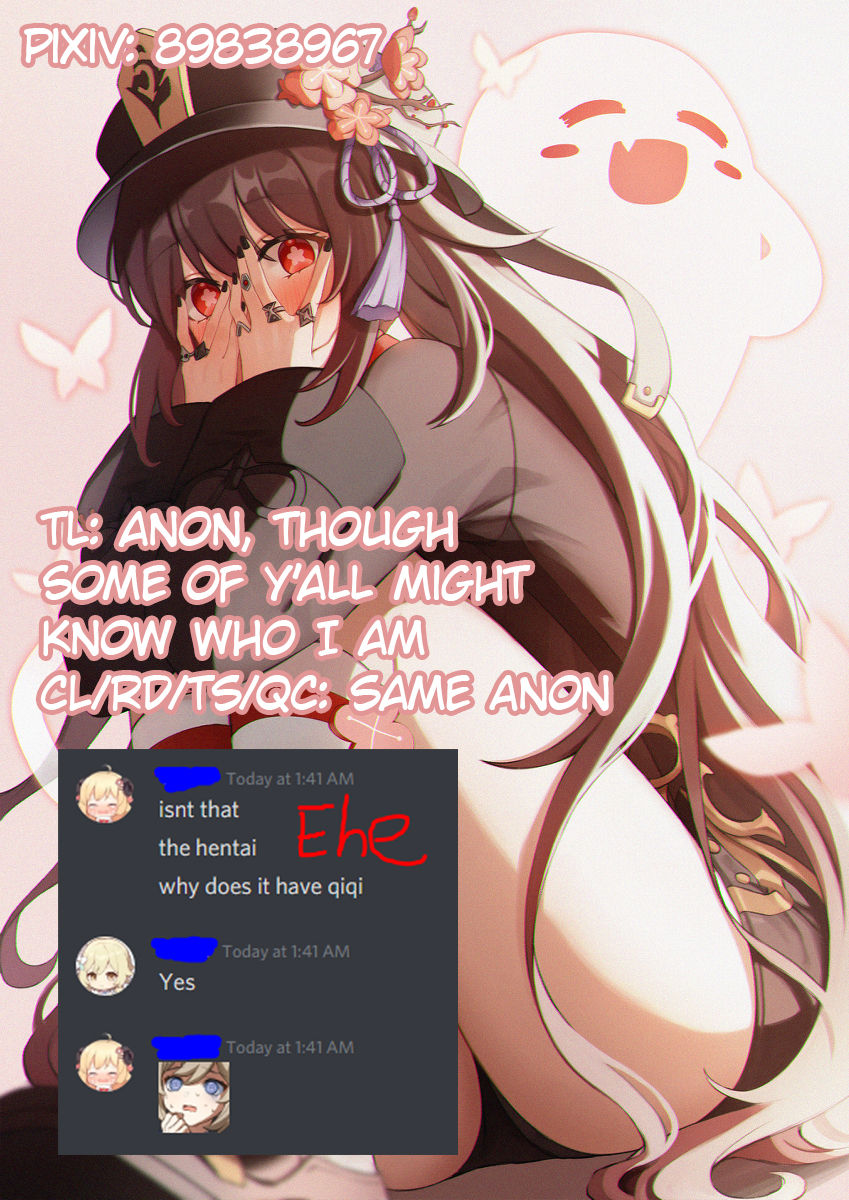 PIXIV: 89838967
TL: ANON, THOUGH
SOME OF Y'ALL MIGHT
KNOW WHO I AM
CL/RD/TS/QC: SAME ANON
Today at 1:41 AM
isnt that
the hentai
Ehe
why does it have qiqi
Today at 1:41 AM
Yes
Today at 1:41 AM